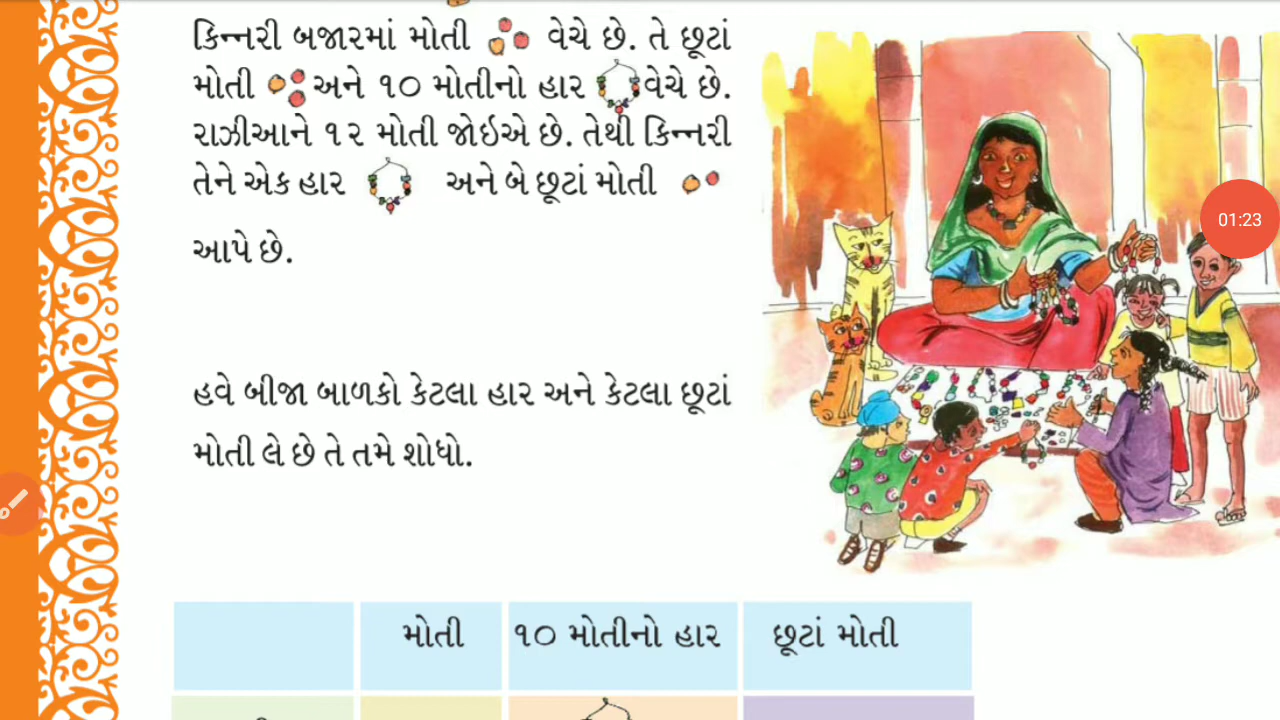 કિન્નરી બજારમાં મોતી વેચે છે. તે છૂટાં
મોતી અને ૧૦ મોતીનો હાર વેચે છે.
રાઝીઆને ૧૨ મોતી જોઇએ છે. તેથી કિન્નરી
તેને એક હાર અને બે છૂટાં મોતી
આપે છે.
01:23
હવે બીજા બાળકો કેટલા હાર અને કેટલા છૂટાં
મોતી લે છે તે તમે શોધો.
મોતી ૧૦ મોતીનો હાર છૂટાં મોતી